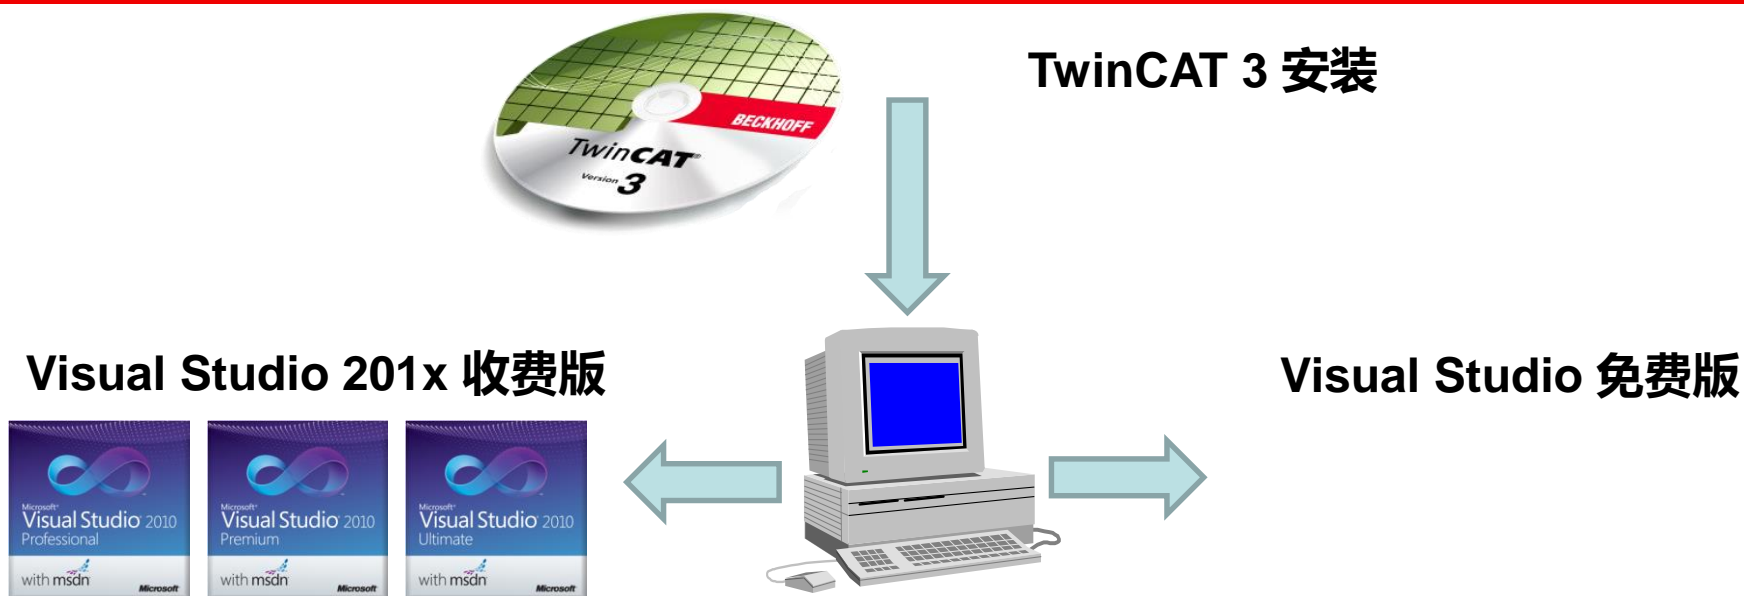 TwinCAT 3 安装
BECKHOFF
TwinCAT®
Version 3
Visual Studio 201x 收费版
Visual Studio 免费版
Microsoft®
Visual Studio® 2010
Professional
with msdn
Microsoft
Microsoft®
Visual Studio® 2010
Premium
with msdn
Microsoft
Microsoft®
Visual Studio® 2010
Ultimate
with msdn
Microsoft